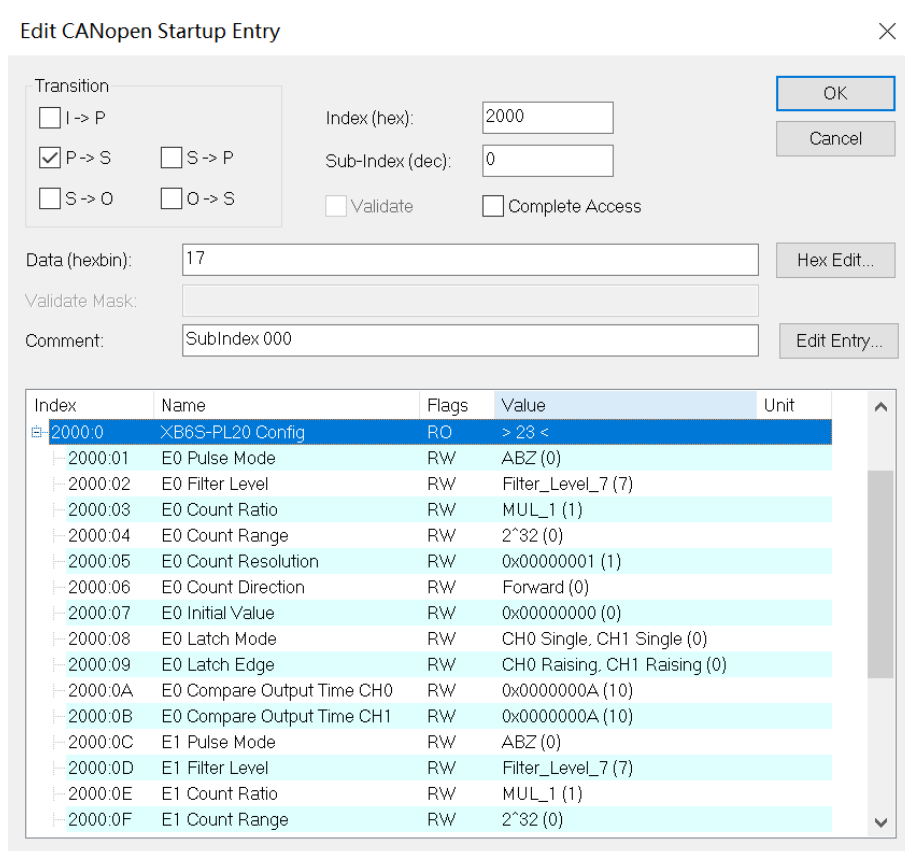 Edit CANopen Startup Entry
Transition
I -> P
P -> S
S -> P
S -> O
O -> S
Index (hex):
2000
Sub-Index (dec):
0
Validate
Complete Access
OK
Cancel
Data (hexbin):
17
Hex Edit...
Validate Mask:
Comment:
SubIndex 000
Edit Entry...
Index Name Flags Value Unit
2000:0 XB6S-PL20 Config RO > 23 <
2000:01 E0 Pulse Mode RW ABZ (0)
2000:02 E0 Filter Level RW Filter_Level_7 (7)
2000:03 E0 Count Ratio RW MUL_1 (1)
2000:04 E0 Count Range RW 2^32 (0)
2000:05 E0 Count Resolution RW 0x00000001 (1)
2000:06 E0 Count Direction RW Forward (0)
2000:07 E0 Initial Value RW 0x00000000 (0)
2000:08 E0 Latch Mode RW CH0 Single, CH1 Single (0)
2000:09 E0 Latch Edge RW CH0 Raising, CH1 Raising (0)
2000:0A E0 Compare Output Time CH0 RW 0x0000000A (10)
2000:0B E0 Compare Output Time CH1 RW 0x0000000A (10)
2000:0C E1 Pulse Mode RW ABZ (0)
2000:0D E1 Filter Level RW Filter_Level_7 (7)
2000:0E E1 Count Ratio RW MUL_1 (1)
2000:0F E1 Count Range RW 2^32 (0)